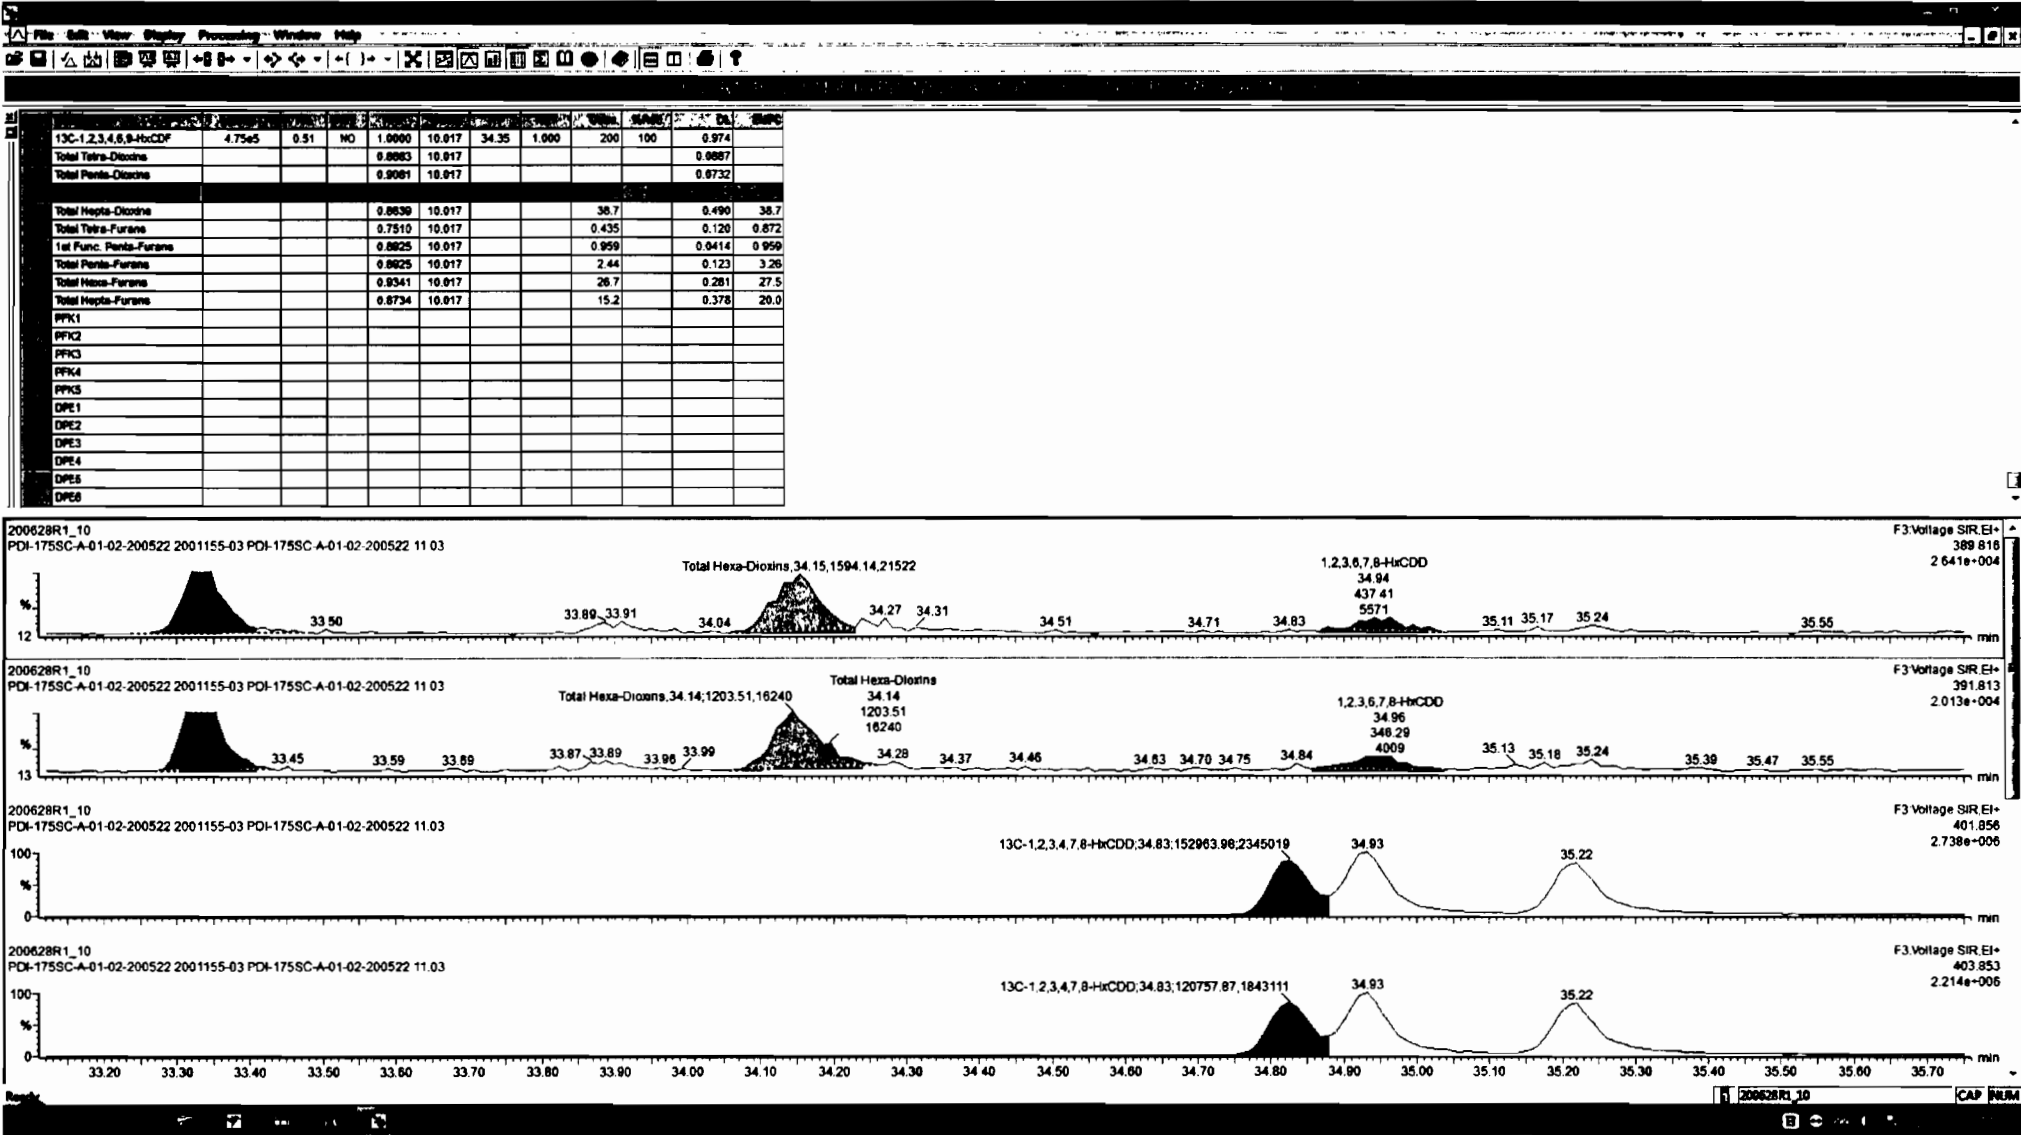 File Edit View Display Processing Window Help
DL EMPC
13C-1,2,3,4,6,9-HxCDF 4.75e5 0.51 NO 1.0000 10.017 34.35 1.000 200 100 0.974
Total Tetra-Dioxins 0.8683 10.017 0.0887
Total Penta-Dioxins 0.9081 10.017 0.0732
Total Hepta-Dioxins 0.8639 10.017 38.7 0.490 38.7
Total Tetra-Furans 0.7510 10.017 0.435 0.120 0.872
1st Func. Penta-Furans 0.8925 10.017 0.959 0.0414 0.959
Total Penta-Furans 0.8925 10.017 2.44 0.123 3.26
Total Hexa-Furans 0.9341 10.017 26.7 0.281 27.5
Total Hepta-Furans 0.8734 10.017 15.2 0.378 20.0
PFK1
PFK2
PFK3
PFK4
PFK5
DPE1
DPE2
DPE3
DPE4
DPE5
DPE6
200628R1_10 F3:Voltage SIR,EI+
PDI-175SC-A-01-02-200522 2001155-03 PDI-175SC-A-01-02-200522 11.03 389.816
2.641e+004
Total Hexa-Dioxins,34.15,1594.14,21522
1,2,3,6,7,8-HxCDD
34.94
437.41
5571
%
12
33.50 33.89 33.91 34.04 34.27 34.31 34.51 34.71 34.83 35.11 35.17 35.24 35.55
min
200628R1_10 F3:Voltage SIR,EI+
PDI-175SC-A-01-02-200522 2001155-03 PDI-175SC-A-01-02-200522 11.03 391.813
2.013e+004
Total Hexa-Dioxins,34.14;1203.51,16240
Total Hexa-Dioxins
34.14
1203.51
16240
1,2,3,6,7,8-HxCDD
34.96
346.29
4009
%
13
33.45 33.59 33.69 33.87 33.89 33.96 33.99 34.28 34.37 34.46 34.63 34.70 34.75 34.84 35.13 35.18 35.24 35.39 35.47 35.55
min
200628R1_10 F3:Voltage SIR,EI+
PDI-175SC-A-01-02-200522 2001155-03 PDI-175SC-A-01-02-200522 11.03 401.856
2.738e+006
13C-1,2,3,4,7,8-HxCDD;34.83;152963.98;2345019 34.93 35.22
100
%
0
min
200628R1_10 F3:Voltage SIR,EI+
PDI-175SC-A-01-02-200522 2001155-03 PDI-175SC-A-01-02-200522 11.03 403.853
2.214e+006
13C-1,2,3,4,7,8-HxCDD;34.83;120757.87,1843111 34.93 35.22
100
%
0
min
33.20 33.30 33.40 33.50 33.60 33.70 33.80 33.90 34.00 34.10 34.20 34.30 34.40 34.50 34.60 34.70 34.80 34.90 35.00 35.10 35.20 35.30 35.40 35.50 35.60 35.70
Ready 200628R1_10 CAP NUM